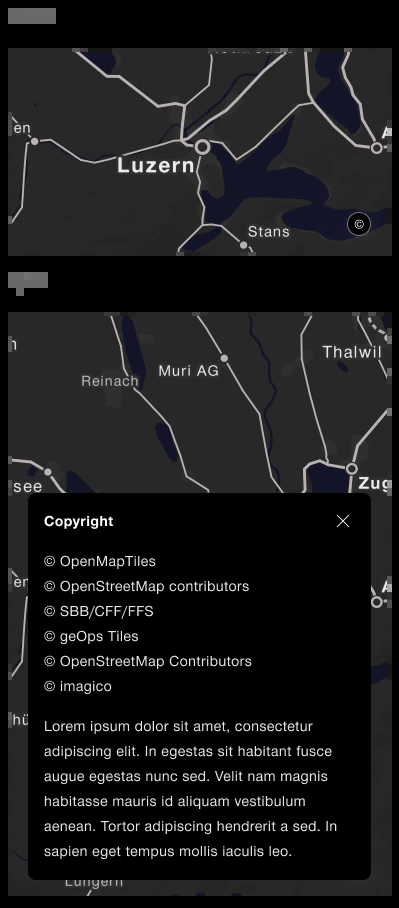 en
Luzern
©
Stans
Thalwil
Muri AG
Reinach
Zug
see
Copyright
© OpenMapTiles
© OpenStreetMap contributors
© SBB/CFF/FFS
© geOps Tiles
© OpenStreetMap Contributors
© imagico
Lorem ipsum dolor sit amet, consectetur
adipiscing elit. In egestas sit habitant fusce
augue egestas nunc sed. Velit nam magnis
habitasse mauris id aliquam vestibulum
aenean. Tortor adipiscing hendrerit a sed. In
sapien eget tempus mollis iaculis leo.
en
hü
Lungern